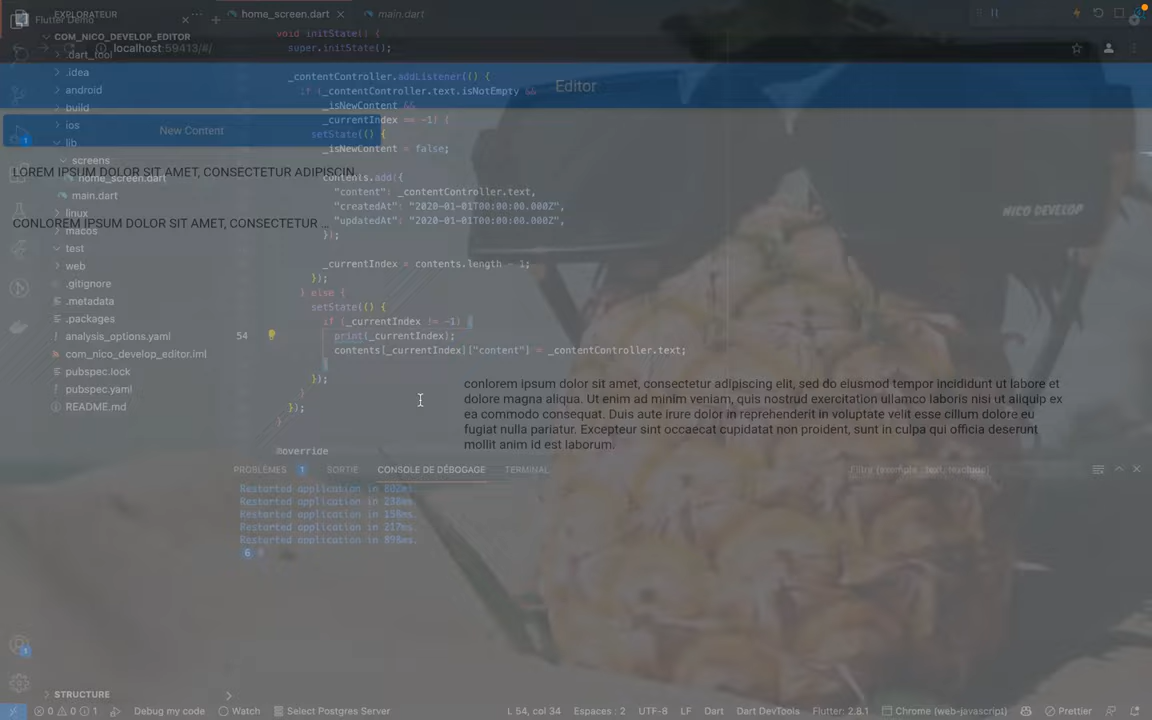 EXPLORATEUR
Flutter Demo
home_screen.dart
main.dart
COM_NICO_DEVELOP_EDITOR
localhost:59413/#/
.dart_tool
.idea
android
build
ios
lib
screens
home_screen.dart
main.dart
linux
macos
test
web
.gitignore
.metadata
.packages
analysis_options.yaml
com_nico_develop_editor.iml
pubspec.lock
pubspec.yaml
README.md
STRUCTURE
Editor
New Content
LOREM IPSUM DOLOR SIT AMET, CONSECTETUR ADIPISCIN
CONLOREM IPSUM DOLOR SIT AMET, CONSECTETUR ...
void initState() {
super.initState();
_contentController.addListener(() {
if (_contentController.text.isNotEmpty &&
_isNewContent &&
_currentIndex == -1) {
setState(() {
_isNewContent = false;
contents.add({
"content": _contentController.text,
"createdAt": "2020-01-01T00:00:00.000Z",
"updatedAt": "2020-01-01T00:00:00.000Z",
});
_currentIndex = contents.length - 1;
});
} else {
setState(() {
if (_currentIndex != -1) {
54
print(_currentIndex);
contents[_currentIndex]["content"] = _contentController.text;
}
});
}
});
}
@override
NICO DEVELOP
conlorem ipsum dolor sit amet, consectetur adipiscing elit, sed do eiusmod tempor incididunt ut labore et
dolore magna aliqua. Ut enim ad minim veniam, quis nostrud exercitation ullamco laboris nisi ut aliquip ex
ea commodo consequat. Duis aute irure dolor in reprehenderit in voluptate velit esse cillum dolore eu
fugiat nulla pariatur. Excepteur sint occaecat cupidatat non proident, sunt in culpa qui officia deserunt
mollit anim id est laborum.
PROBLÈMES 1 SORTIE CONSOLE DE DÉBOGAGE TERMINAL
Restarted application in
Restarted application in
Restarted application in 158ms.
Restarted application in 217ms.
Restarted application in 898ms.
6
0 0 1 Debug my code Watch Select Postgres Server L 54, col 34 Espaces : 2 UTF-8 LF Dart Dart DevTools Flutter: 2.8.1 Chrome (web-javascript) Prettier